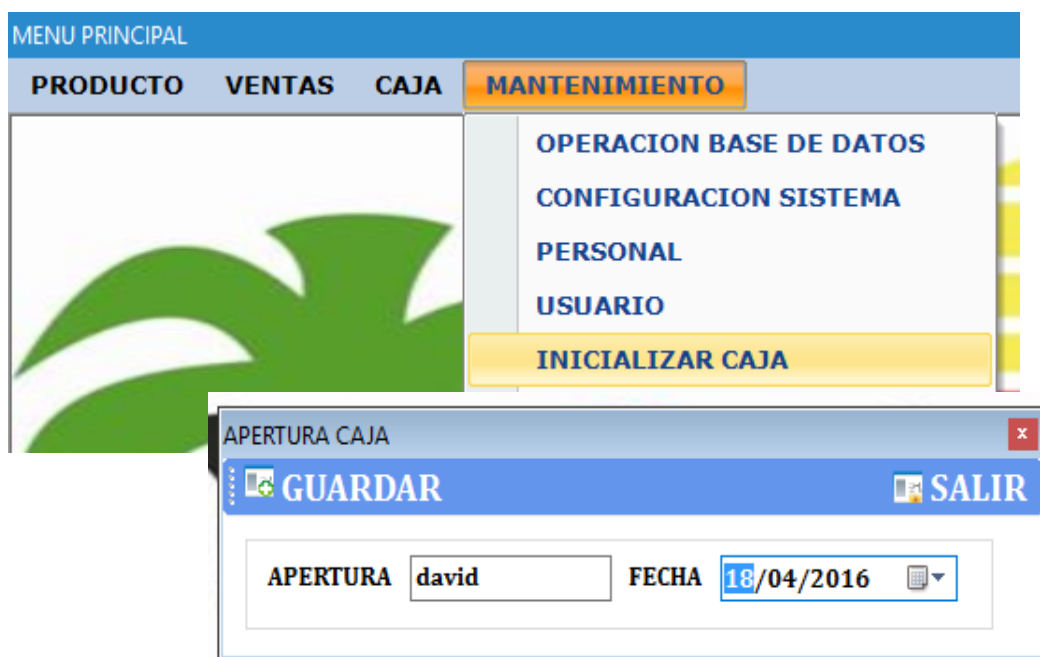 MENU PRINCIPAL
PRODUCTO VENTAS CAJA MANTENIMIENTO
OPERACION BASE DE DATOS
CONFIGURACION SISTEMA
PERSONAL
USUARIO
INICIALIZAR CAJA
APERTURA CAJA x
GUARDAR SALIR
APERTURA david FECHA 18/04/2016